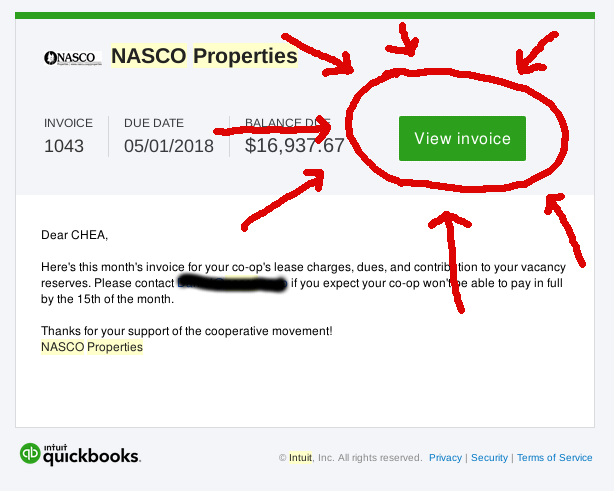 NASCO
NASCO Properties
INVOICE
1043
DUE DATE
05/01/2018
BALANCE DUE
$16,937.67
View invoice
Dear CHEA,
Here's this month's invoice for your co-op's lease charges, dues, and contribution to your vacancy
reserves. Please contact if you expect your co-op won't be able to pay in full
by the 15th of the month.
Thanks for your support of the cooperative movement!
NASCO Properties
intuit
quickbooks.
© Intuit, Inc. All rights reserved. Privacy | Security | Terms of Service